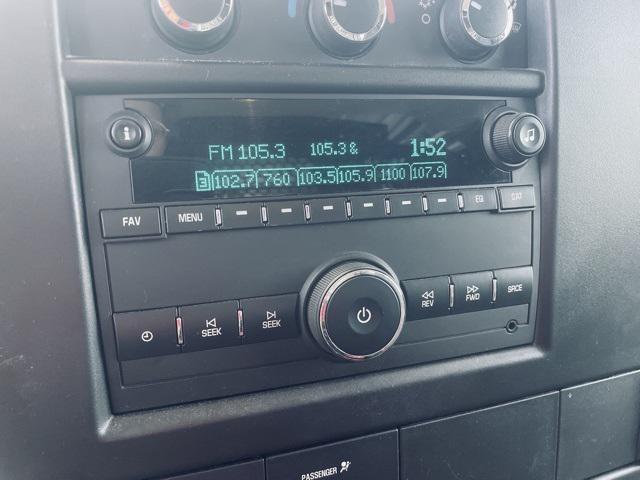 FM 105.3 105.3 & 1:52
3 102.7 760 103.5 105.9 1100 107.9
FAV MENU EQ CAT
SEEK SEEK REV FWD SRCE
PASSENGER